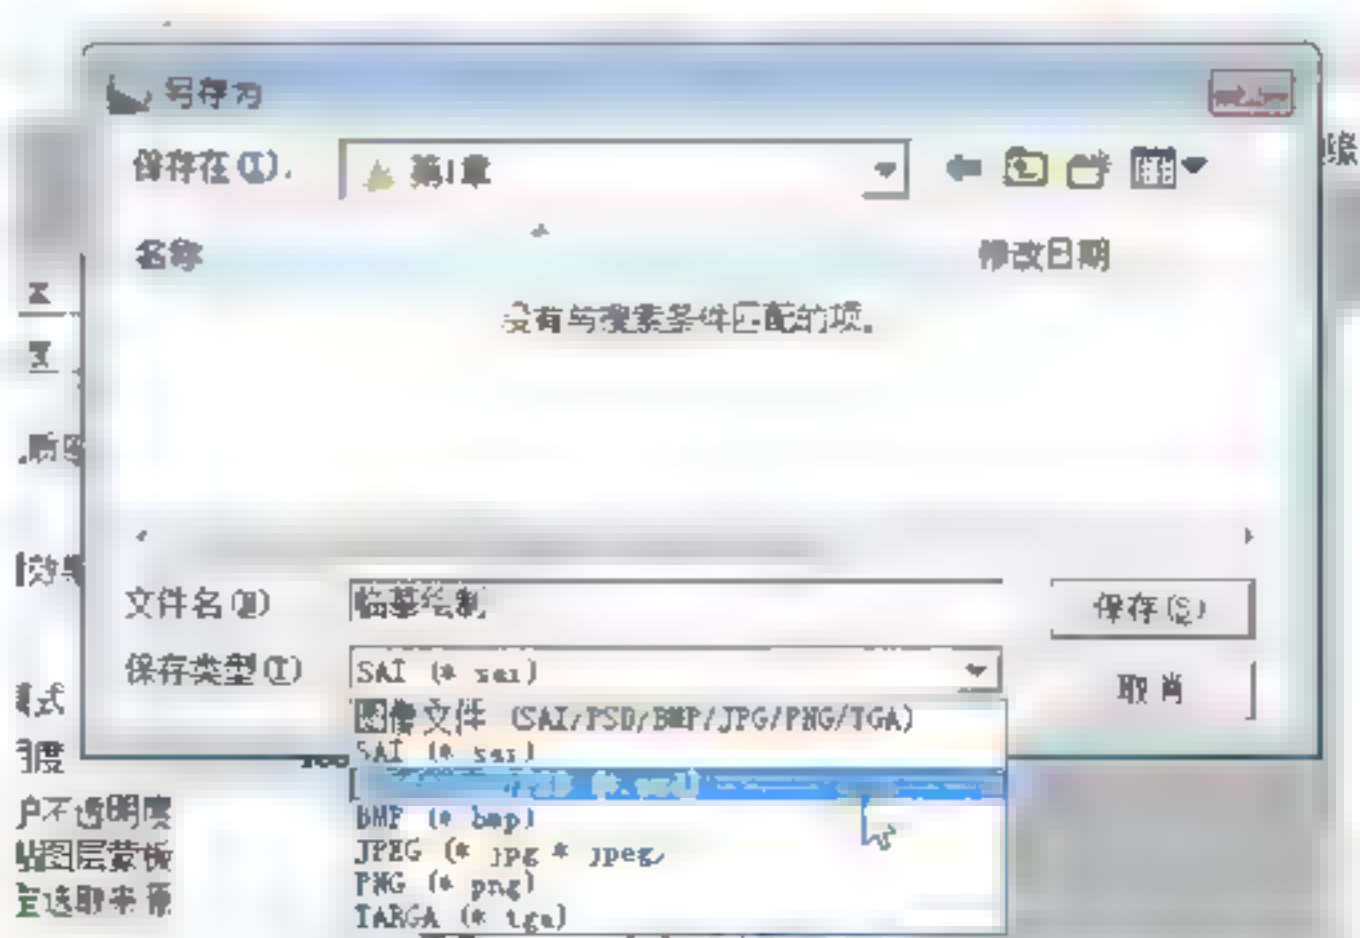 另存为
保存在(I):
第1章
名称
修改日期
没有与搜索条件匹配的项。
文件名(N)
临摹绘制
保存(S)
保存类型(T)
SAI (*.sai)
取消
图像文件 (SAI/PSD/BMP/JPG/PNG/TGA)
SAI (*.sai)
BMP (*.bmp)
JPEG (*.jpg *.jpeg)
PNG (*.png)
TARGA (*.tga)
效果
式
度
户不透明度
图层蒙板
选取来源
缘